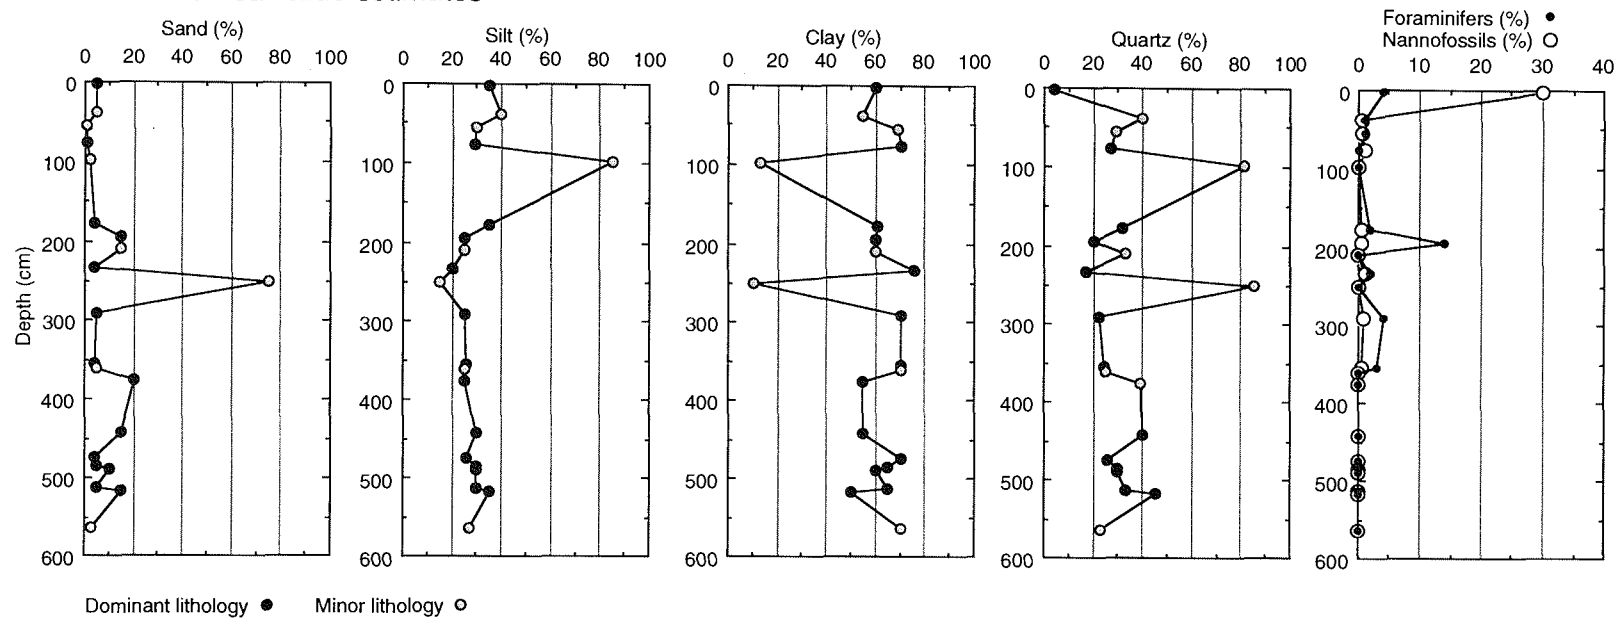 Foraminifers (%)
Nannofossils (%)
Sand (%)
Silt (%)
Clay (%)
Quartz (%)
0 20 40 60 80 100
0 20 40 60 80 100
0 20 40 60 80 100
0 20 40 60 80 100
0 10 20 30 40
Depth (cm)
0
100
200
300
400
500
600
0
100
200
300
400
500
600
0
100
200
300
400
500
600
0
100
200
300
400
500
600
0
100
200
300
400
500
600
Dominant lithology
Minor lithology